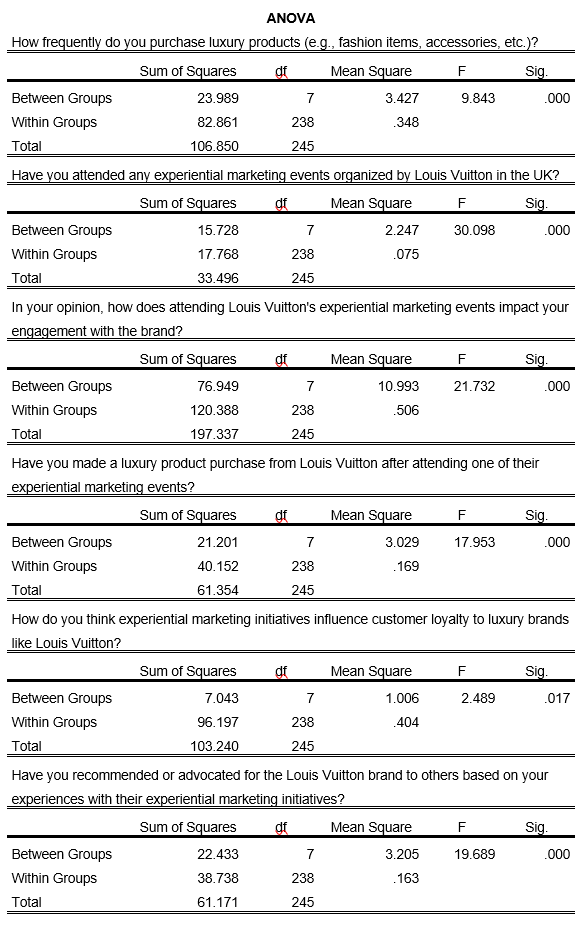 ANOVA
How frequently do you purchase luxury products (e.g., fashion items, accessories, etc.)?
Sum of Squares df Mean Square F Sig.
Between Groups 23.989 7 3.427 9.843 .000
Within Groups 82.861 238 .348
Total 106.850 245
Have you attended any experiential marketing events organized by Louis Vuitton in the UK?
Sum of Squares df Mean Square F Sig.
Between Groups 15.728 7 2.247 30.098 .000
Within Groups 17.768 238 .075
Total 33.496 245
In your opinion, how does attending Louis Vuitton's experiential marketing events impact your
engagement with the brand?
Sum of Squares df Mean Square F Sig.
Between Groups 76.949 7 10.993 21.732 .000
Within Groups 120.388 238 .506
Total 197.337 245
Have you made a luxury product purchase from Louis Vuitton after attending one of their
experiential marketing events?
Sum of Squares df Mean Square F Sig.
Between Groups 21.201 7 3.029 17.953 .000
Within Groups 40.152 238 .169
Total 61.354 245
How do you think experiential marketing initiatives influence customer loyalty to luxury brands
like Louis Vuitton?
Sum of Squares df Mean Square F Sig.
Between Groups 7.043 7 1.006 2.489 .017
Within Groups 96.197 238 .404
Total 103.240 245
Have you recommended or advocated for the Louis Vuitton brand to others based on your
experiences with their experiential marketing initiatives?
Sum of Squares df Mean Square F Sig.
Between Groups 22.433 7 3.205 19.689 .000
Within Groups 38.738 238 .163
Total 61.171 245